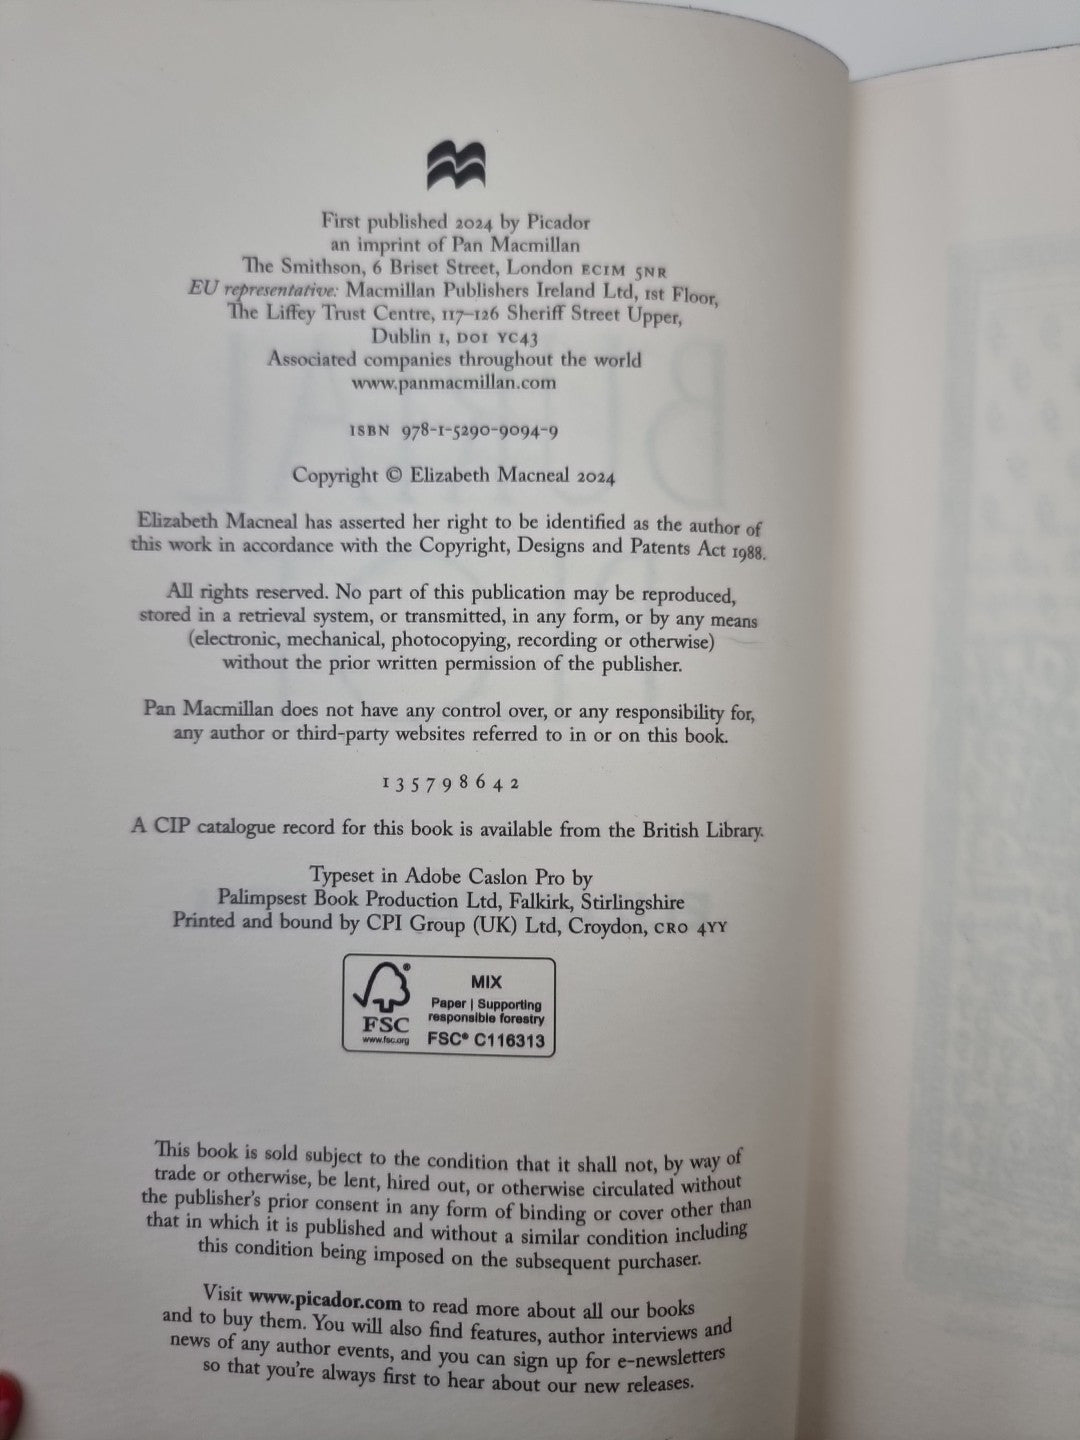 First published 2024 by Picador
an imprint of Pan Macmillan
The Smithson, 6 Briset Street, London EC1M 5NR
EU representative: Macmillan Publishers Ireland Ltd, 1st Floor,
The Liffey Trust Centre, 117–126 Sheriff Street Upper,
Dublin 1, D01 YC43
Associated companies throughout the world
www.panmacmillan.com
ISBN 978-1-5290-9094-9
Copyright © Elizabeth Macneal 2024
Elizabeth Macneal has asserted her right to be identified as the author of
this work in accordance with the Copyright, Designs and Patents Act 1988.
All rights reserved. No part of this publication may be reproduced,
stored in a retrieval system, or transmitted, in any form, or by any means
(electronic, mechanical, photocopying, recording or otherwise)
without the prior written permission of the publisher.
Pan Macmillan does not have any control over, or any responsibility for,
any author or third-party websites referred to in or on this book.
1 3 5 7 9 8 6 4 2
A CIP catalogue record for this book is available from the British Library.
Typeset in Adobe Caslon Pro by
Palimpsest Book Production Ltd, Falkirk, Stirlingshire
Printed and bound by CPI Group (UK) Ltd, Croydon, CR0 4YY
FSC
www.fsc.org
MIX
Paper | Supporting
responsible forestry
FSC® C116313
This book is sold subject to the condition that it shall not, by way of
trade or otherwise, be lent, hired out, or otherwise circulated without
the publisher's prior consent in any form of binding or cover other than
that in which it is published and without a similar condition including
this condition being imposed on the subsequent purchaser.
Visit www.picador.com to read more about all our books
and to buy them. You will also find features, author interviews and
news of any author events, and you can sign up for e-newsletters
so that you're always first to hear about our new releases.